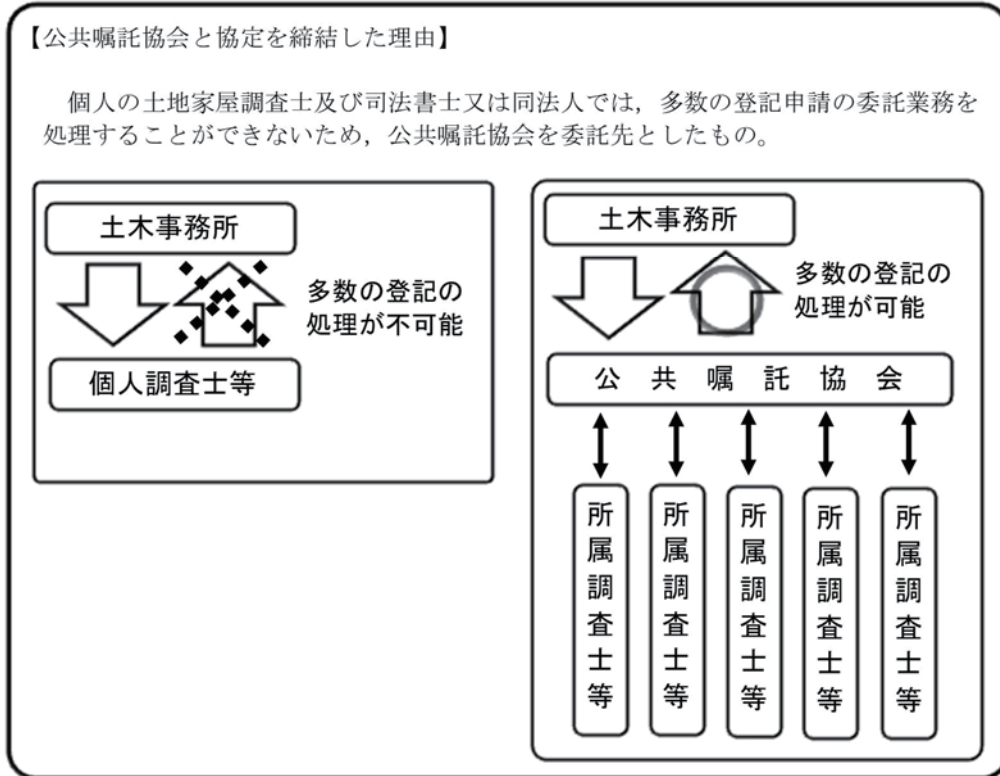 【公共嘱託協会と協定を締結した理由】
個人の土地家屋調査士及び司法書士又は同法人では，多数の登記申請の委託業務を
処理することができないため，公共嘱託協会を委託先としたもの。
土木事務所
多数の登記の
処理が不可能
個人調査士等
土木事務所
多数の登記の
処理が可能
公共嘱託協会
所属調査士等
所属調査士等
所属調査士等
所属調査士等
所属調査士等